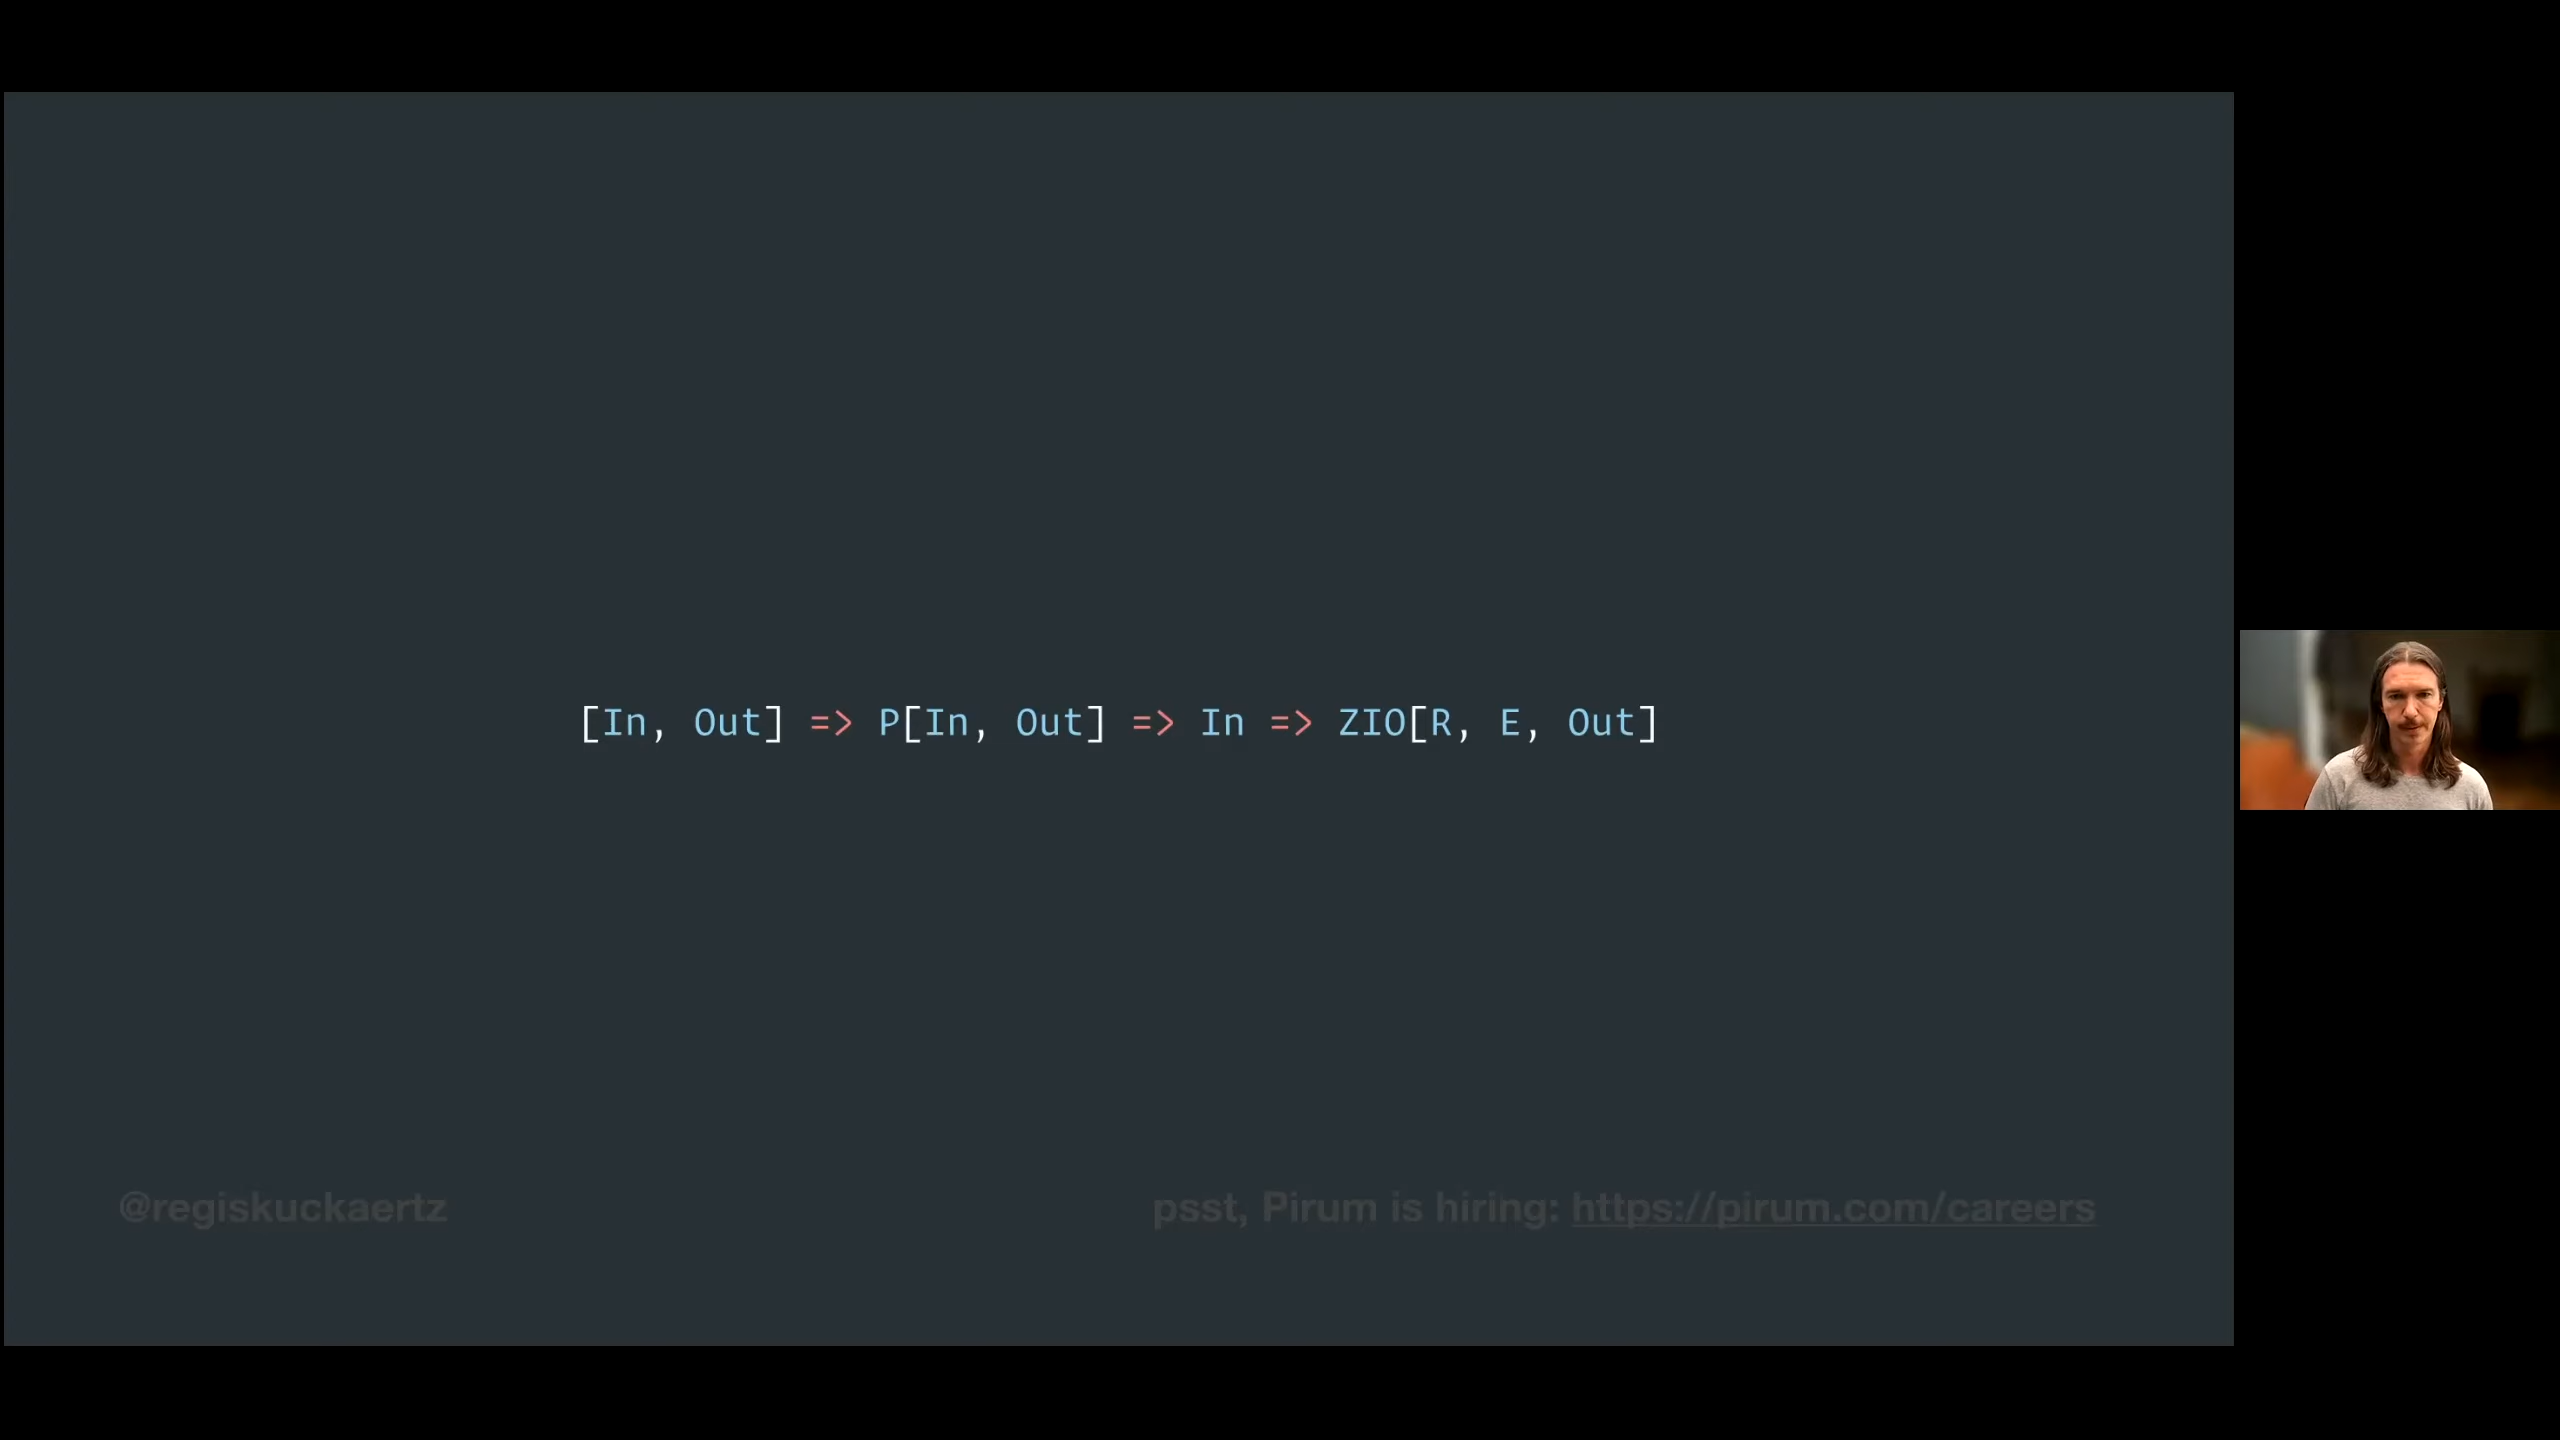 [In, Out] => P[In, Out] => In => ZIO[R, E, Out]
@regiskuckaertz
psst, Pirum is hiring: https://pirum.com/careers